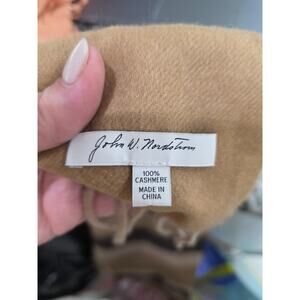 John W. Nordstrom
100%
CASHMERE
MADE IN
CHINA